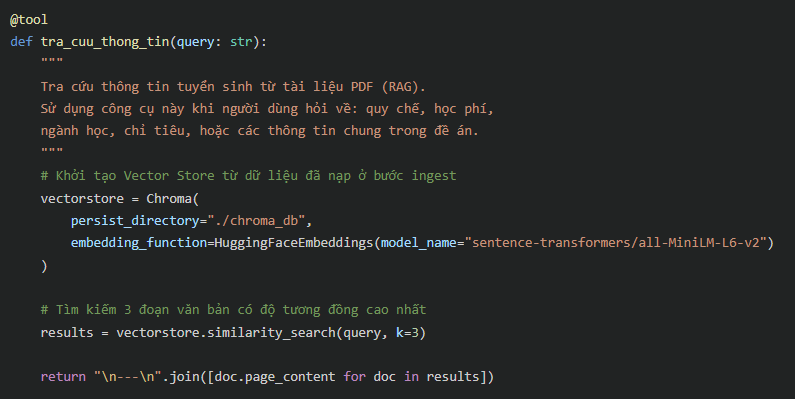 @tool
def tra_cuu_thong_tin(query: str):
    """
    Tra cứu thông tin tuyển sinh từ tài liệu PDF (RAG).
    Sử dụng công cụ này khi người dùng hỏi về: quy chế, học phí,
    ngành học, chỉ tiêu, hoặc các thông tin chung trong đề án.
    """
    # Khởi tạo Vector Store từ dữ liệu đã nạp ở bước ingest
    vectorstore = Chroma(
        persist_directory="./chroma_db",
        embedding_function=HuggingFaceEmbeddings(model_name="sentence-transformers/all-MiniLM-L6-v2")
    )

    # Tìm kiếm 3 đoạn văn bản có độ tương đồng cao nhất
    results = vectorstore.similarity_search(query, k=3)

    return "\n---\n".join([doc.page_content for doc in results])